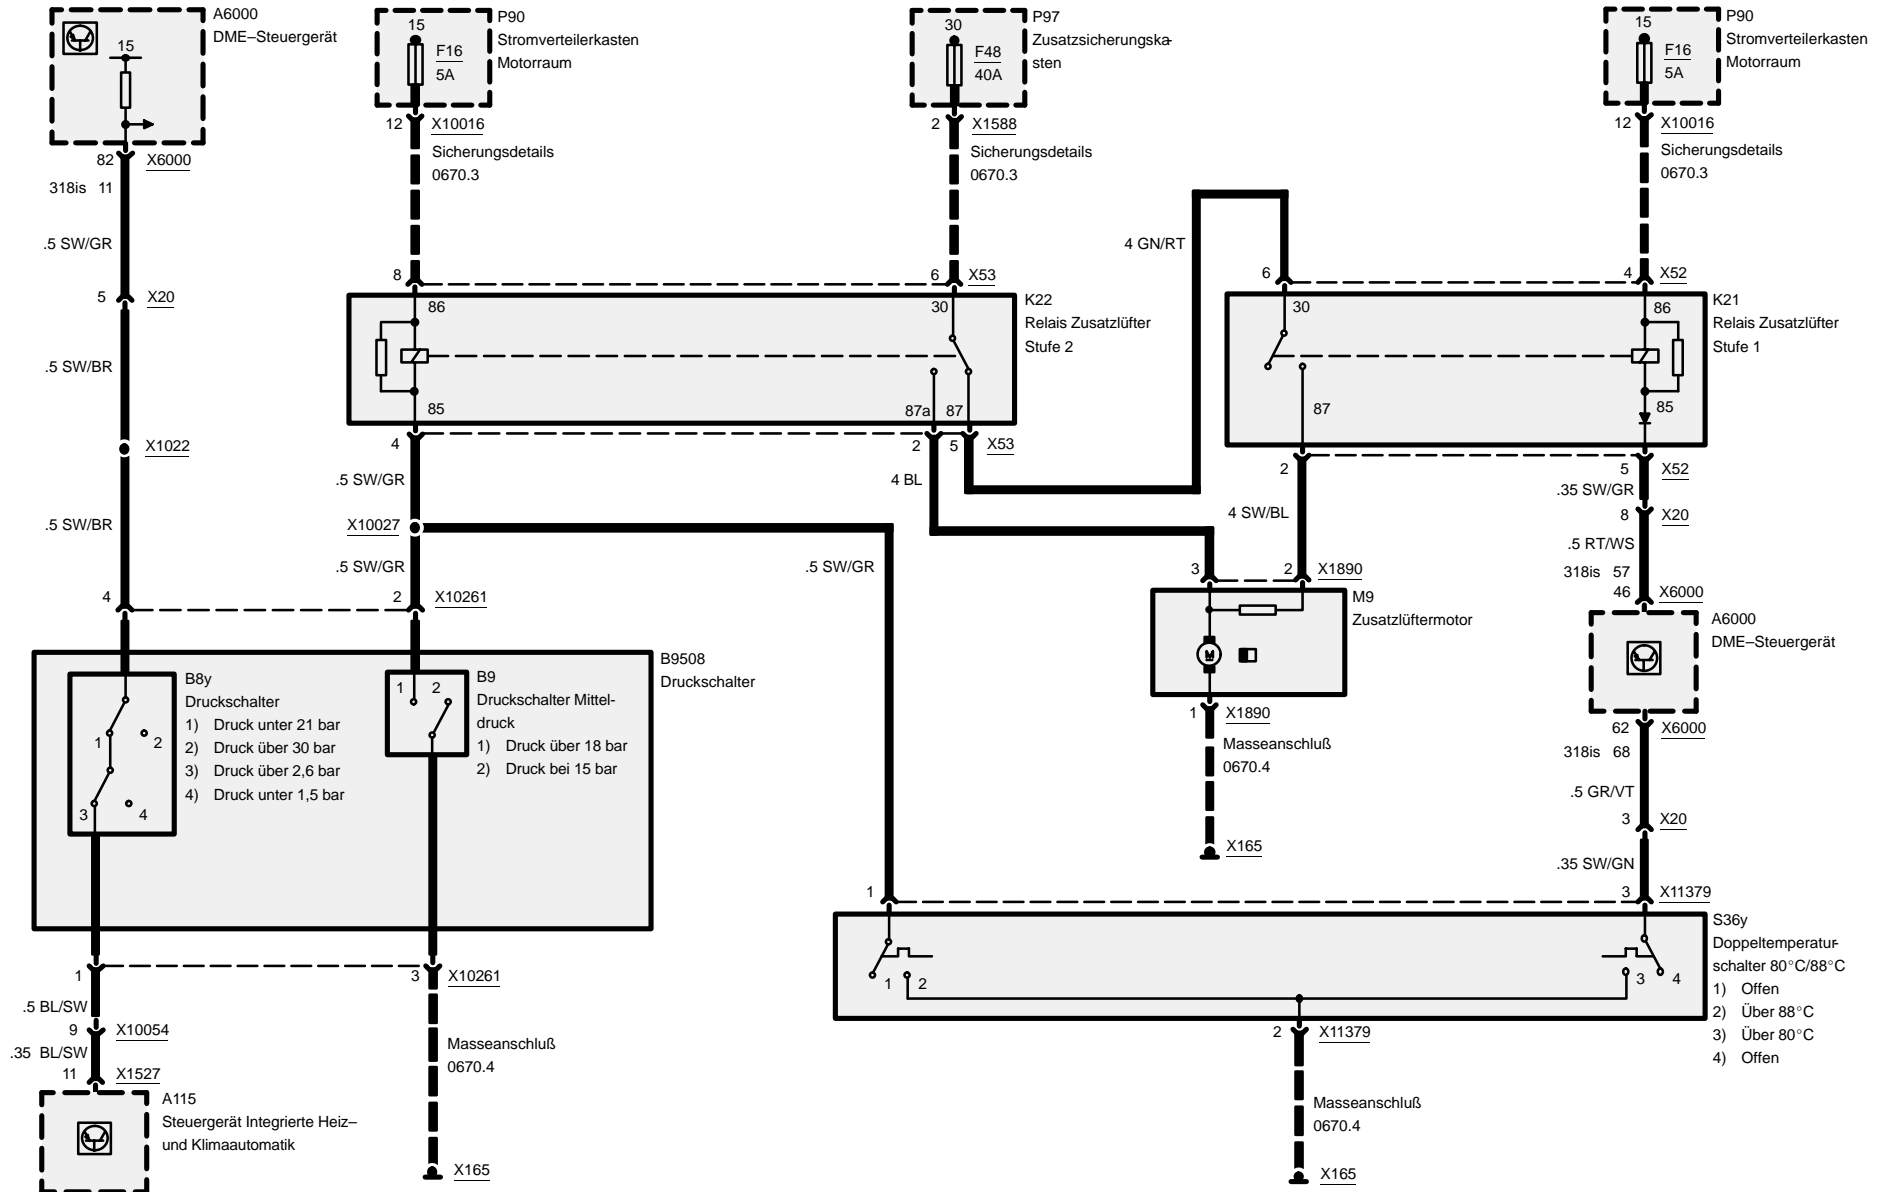 A6000
DME–Steuergerät
15
82 X6000
318is 11
.5 SW/GR
5 X20
.5 SW/BR
X1022
.5 SW/BR
4
P90
Stromverteilerkasten
Motorraum
15
F16
5A
12 X10016
Sicherungsdetails
0670.3
8
P97
Zusatzsicherungska-
sten
30
F48
40A
2 X1588
Sicherungsdetails
0670.3
6 X53
P90
Stromverteilerkasten
Motorraum
15
F16
5A
12 X10016
Sicherungsdetails
0670.3
4 X52
4 GN/RT
6
K22
Relais Zusatzlüfter
Stufe 2
86
30
85
87a 87
4
2 5 X53
K21
Relais Zusatzlüfter
Stufe 1
30
86
87
85
2
5 X52
.5 SW/GR
X10027
.5 SW/GR
2 X10261
4 BL
.5 SW/GR
4 SW/BL
3 2 X1890
M9
Zusatzlüftermotor
M
1 X1890
Masseanschluß
0670.4
X165
.35 SW/GR
8 X20
.5 RT/WS
318is 57
46 X6000
A6000
DME–Steuergerät
62 X6000
318is 68
.5 GR/VT
3 X20
.35 SW/GN
3 X11379
1
B9508
Druckschalter
B8y
Druckschalter
1) Druck unter 21 bar
2) Druck über 30 bar
3) Druck über 2,6 bar
4) Druck unter 1,5 bar
1 2
3 4
B9
Druckschalter Mittel-
druck
1) Druck über 18 bar
2) Druck bei 15 bar
1 2
1
3 X10261
.5 BL/SW
9 X10054
.35 BL/SW
11 X1527
A115
Steuergerät Integrierte Heiz–
und Klimaautomatik
Masseanschluß
0670.4
X165
S36y
Doppeltemperatur-
schalter 80°C/88°C
1) Offen
2) Über 88°C
3) Über 80°C
4) Offen
1 2
3 4
2 X11379
Masseanschluß
0670.4
X165